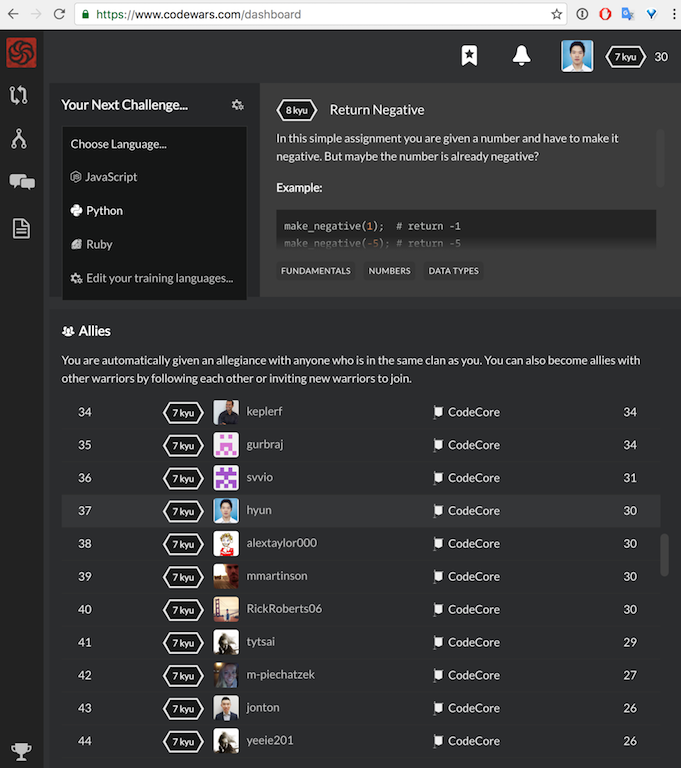 https://www.codewars.com/dashboard
7 kyu 30
Your Next Challenge...
Choose Language...
JavaScript
Python
Ruby
Edit your training languages...
8 kyu Return Negative
In this simple assignment you are given a number and have to make it
negative. But maybe the number is already negative?
Example:
make_negative(1);  # return -1
make_negative(-5); # return -5
FUNDAMENTALS NUMBERS DATA TYPES
Allies
You are automatically given an allegiance with anyone who is in the same clan as you. You can also become allies with
other warriors by following each other or inviting new warriors to join.
34 7 kyu keplerf CodeCore 34
35 7 kyu gurbraj CodeCore 34
36 7 kyu svvio CodeCore 31
37 7 kyu hyun CodeCore 30
38 7 kyu alextaylor000 CodeCore 30
39 7 kyu mmartinson CodeCore 30
40 7 kyu RickRoberts06 CodeCore 30
41 7 kyu tytsai CodeCore 29
42 7 kyu m-piechatzek CodeCore 27
43 7 kyu jonton CodeCore 26
44 7 kyu yeeie201 CodeCore 26